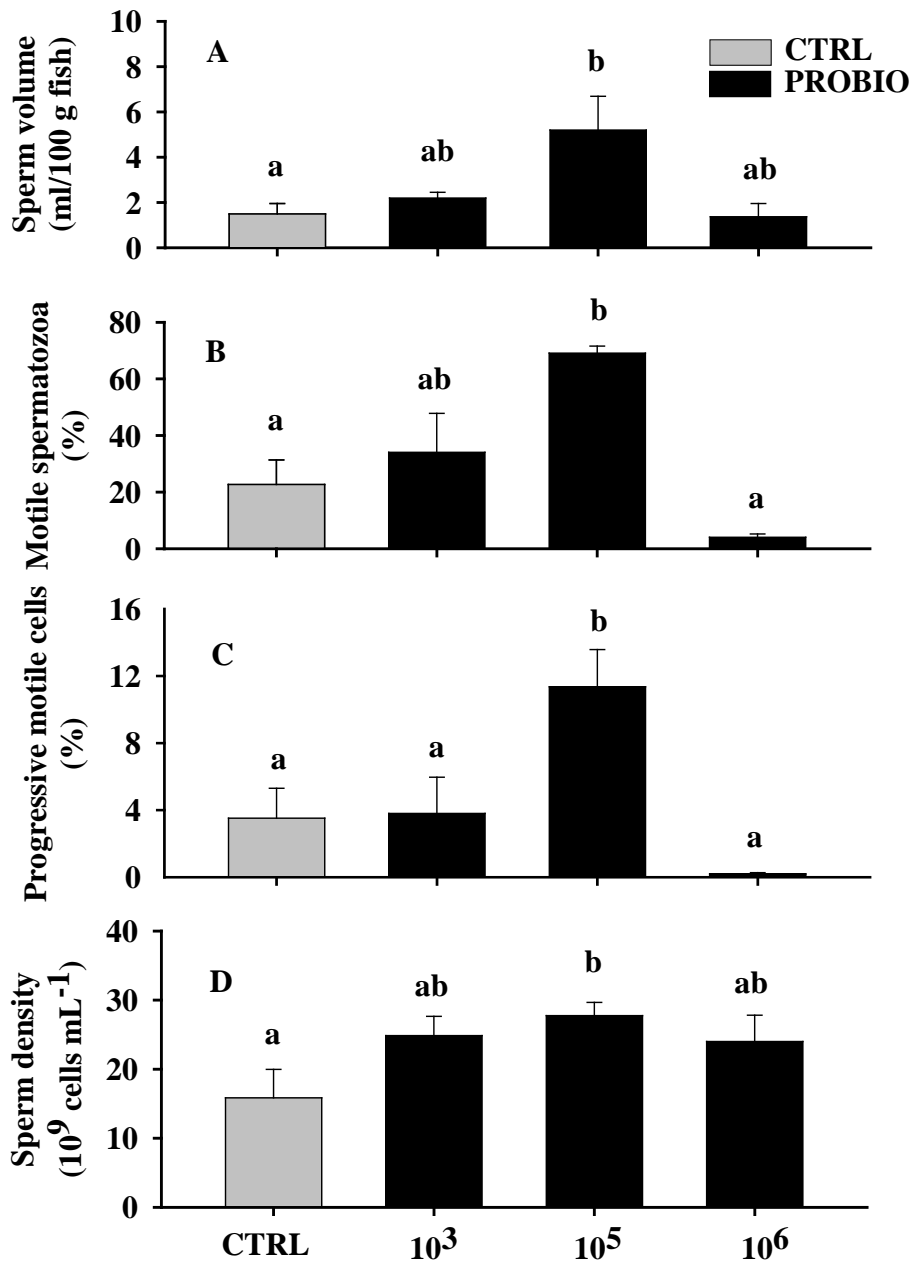 A
CTRL
PROBIO
Sperm volume
(ml/100 g fish)
10
8
6
4
2
0
a
ab
b
ab
B
Motile spermatozoa
(%)
80
60
40
20
0
a
ab
b
a
C
Progressive motile cells
(%)
16
12
8
4
0
a
a
b
a
D
Sperm density
(10⁹ cells mL⁻¹)
40
30
20
10
0
a
ab
b
ab
CTRL 10³ 10⁵ 10⁶